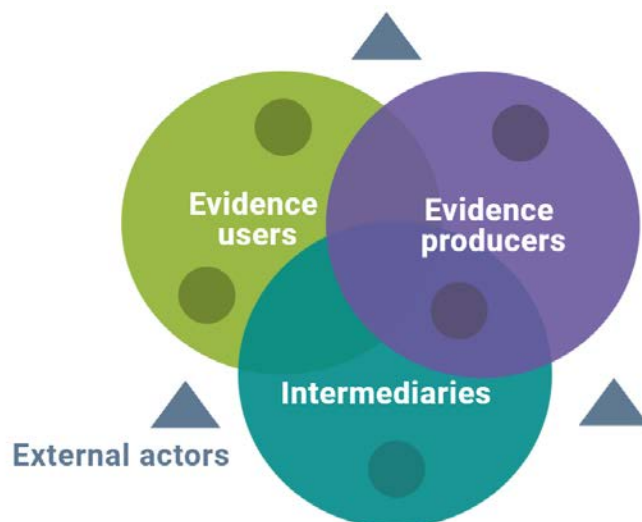 Evidence
users
Evidence
producers
Intermediaries
External actors